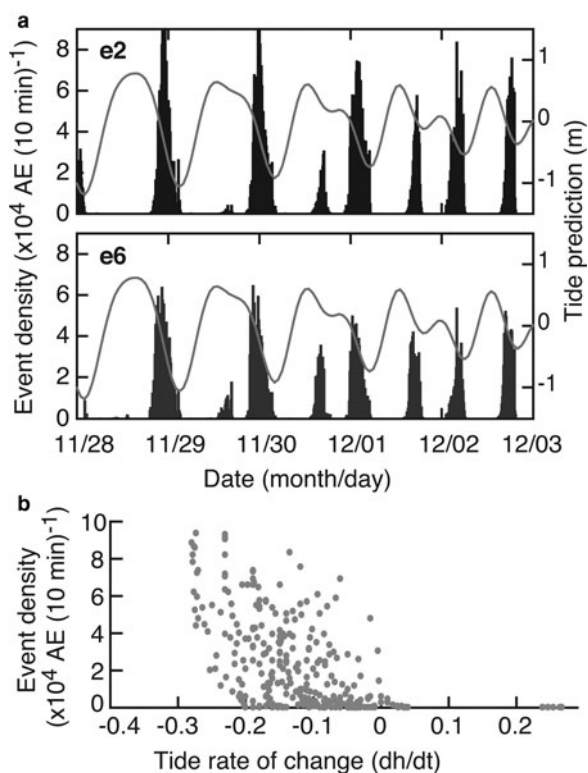 a
e2
8
6
4
2
0
1
0
-1
e6
8
6
4
2
0
1
0
-1
Event density (x10⁴ AE (10 min)⁻¹
Tide prediction (m)
11/28 11/29 11/30 12/01 12/02 12/03
Date (month/day)
b
10
8
6
4
2
0
Event density
(x10⁴ AE (10 min)⁻¹
-0.4 -0.3 -0.2 -0.1 0 0.1 0.2
Tide rate of change (dh/dt)